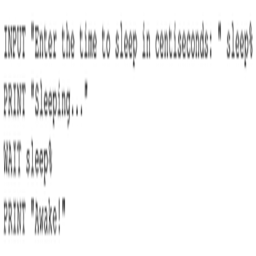 INPUT "Enter the time to sleep in centiseconds: " sleep%
PRINT "Sleeping..."
WAIT sleep%
PRINT "Awake!"